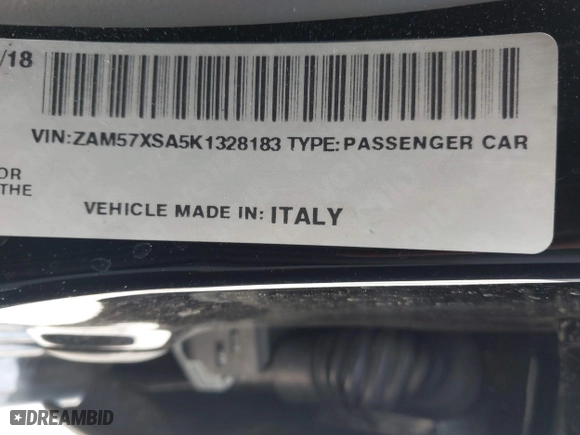 /18
VIN:ZAM57XSA5K1328183 TYPE:PASSENGER CAR
OR
THE
VEHICLE MADE IN: ITALY
DREAMBID